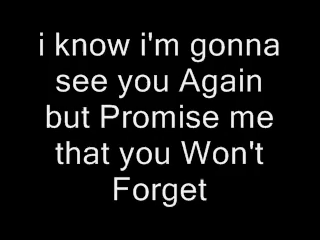 i know i'm gonna
see you Again
but Promise me
that you Won't
Forget